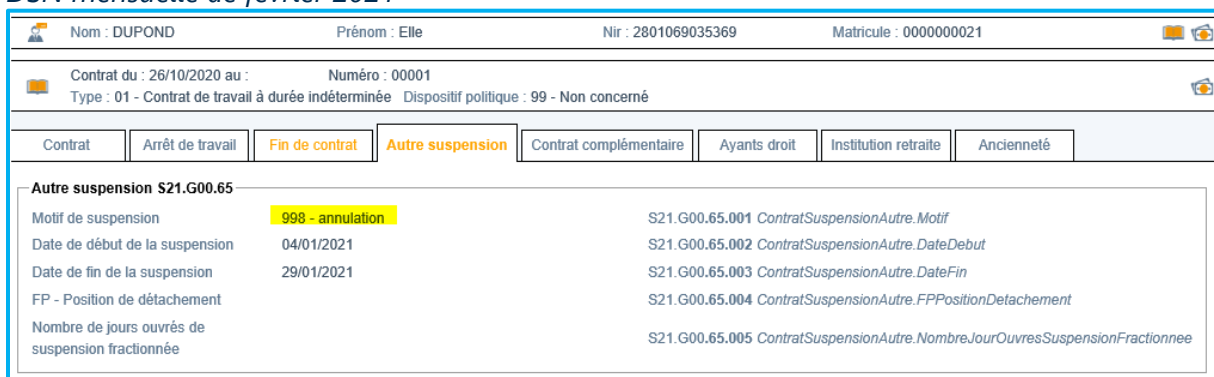 Nom : DUPOND Prénom : Elle Nir : 2801069035369 Matricule : 0000000021
Contrat du : 26/10/2020 au : Numéro : 00001
Type : 01 - Contrat de travail à durée indéterminée Dispositif politique : 99 - Non concerné
Contrat Arrêt de travail Fin de contrat Autre suspension Contrat complémentaire Ayants droit Institution retraite Ancienneté
Autre suspension S21.G00.65
Motif de suspension 998 - annulation S21.G00.65.001 ContratSuspensionAutre.Motif
Date de début de la suspension 04/01/2021 S21.G00.65.002 ContratSuspensionAutre.DateDebut
Date de fin de la suspension 29/01/2021 S21.G00.65.003 ContratSuspensionAutre.DateFin
FP - Position de détachement S21.G00.65.004 ContratSuspensionAutre.FPPositionDetachement
Nombre de jours ouvrés de
suspension fractionnée S21.G00.65.005 ContratSuspensionAutre.NombreJourOuvresSuspensionFractionnee